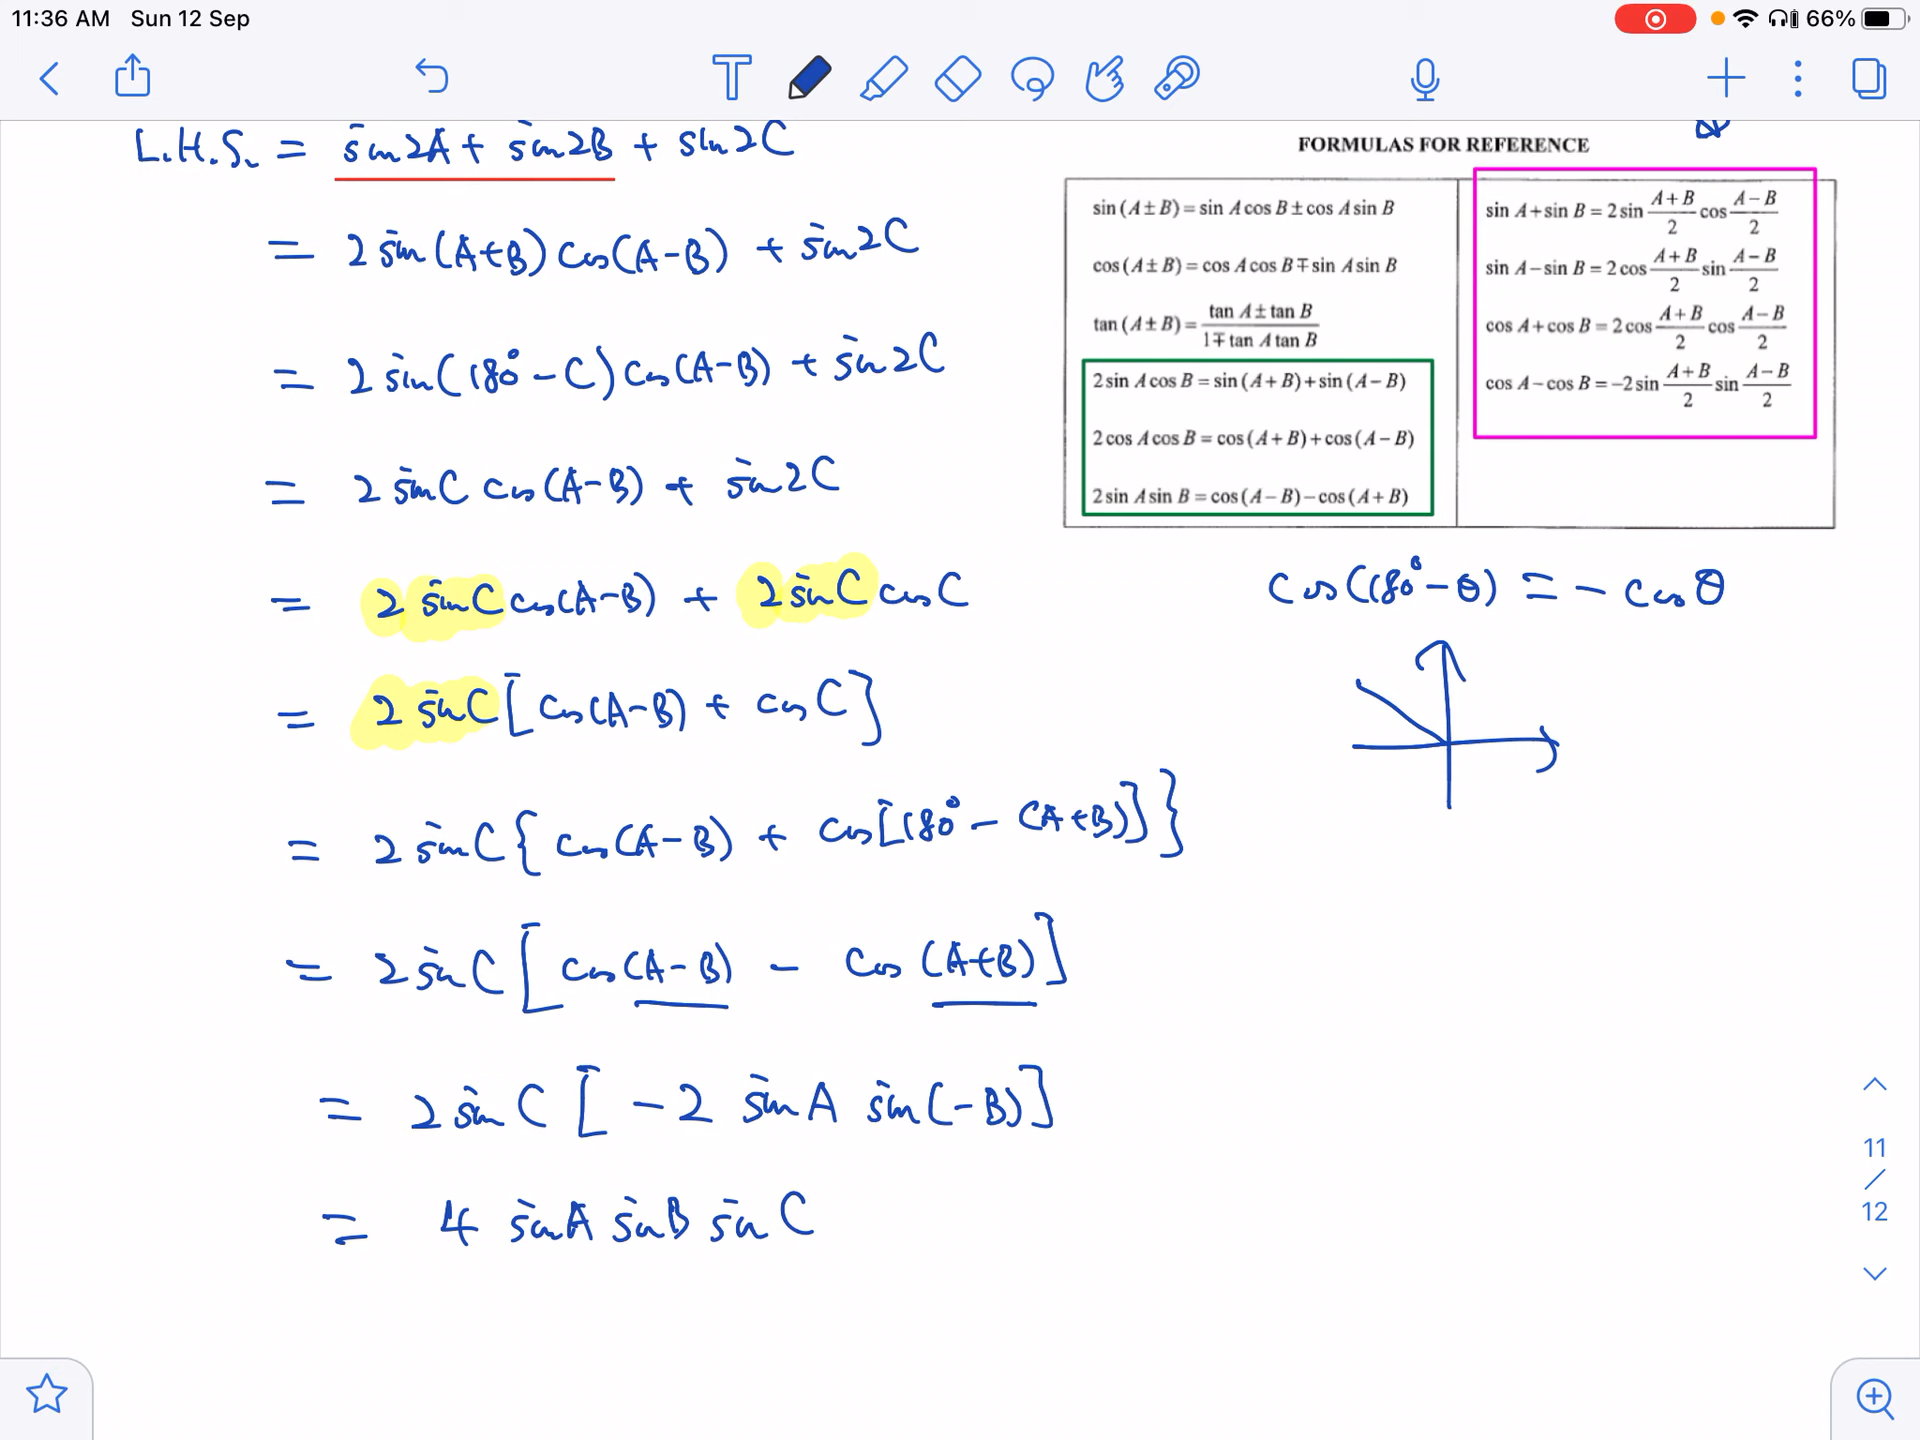 11:36 AM Sun 12 Sep
66%
T
L.H.S. = sin2A + sin2B + sin2C
= 2 sin(A+B) cos(A-B) + sin2C
= 2 sin(180° - C) cos(A-B) + sin2C
= 2 sinC cos(A-B) + sin2C
= 2 sinC cos(A-B) + 2 sinC cosC
= 2 sinC [cos(A-B) + cosC]
= 2 sinC { cos(A-B) + cos[180° - (A+B)] }
= 2 sinC [ cos(A-B) - cos(A+B) ]
= 2 sinC [ -2 sinA sin(-B) ]
= 4 sinA sinB sinC
FORMULAS FOR REFERENCE
sin (A ± B) = sin A cos B ± cos A sin B
cos (A ± B) = cos A cos B ∓ sin A sin B
tan (A ± B) = (tan A ± tan B)/(1 ∓ tan A tan B)
2 sin A cos B = sin (A + B) + sin (A − B)
2 cos A cos B = cos (A + B) + cos (A − B)
2 sin A sin B = cos (A − B) − cos (A + B)
sin A + sin B = 2 sin (A + B)/2 cos (A − B)/2
sin A − sin B = 2 cos (A + B)/2 sin (A − B)/2
cos A + cos B = 2 cos (A + B)/2 cos (A − B)/2
cos A − cos B = −2 sin (A + B)/2 sin (A − B)/2
cos(180° - θ) = - cosθ
11
/
12